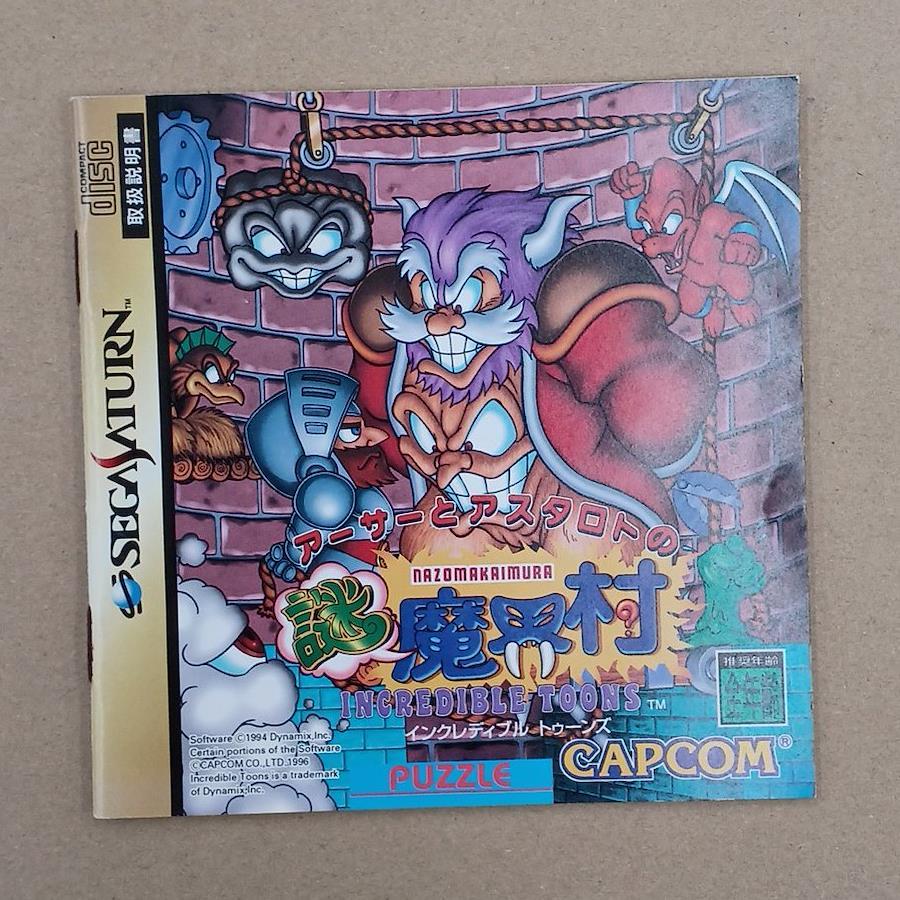 COMPACT
disc
取扱説明書
SEGA SATURN™
アーサーとアスタロトの
NAZOMAKAIMURA
謎魔界村
INCREDIBLE TOONS™
インクレディブル トゥーンズ
推奨年齢
Software ©1994 Dynamix,Inc.
Certain portions of the Software
©CAPCOM CO.,LTD.1996
Incredible Toons is a trademark
of Dynamix,Inc.
PUZZLE
CAPCOM®